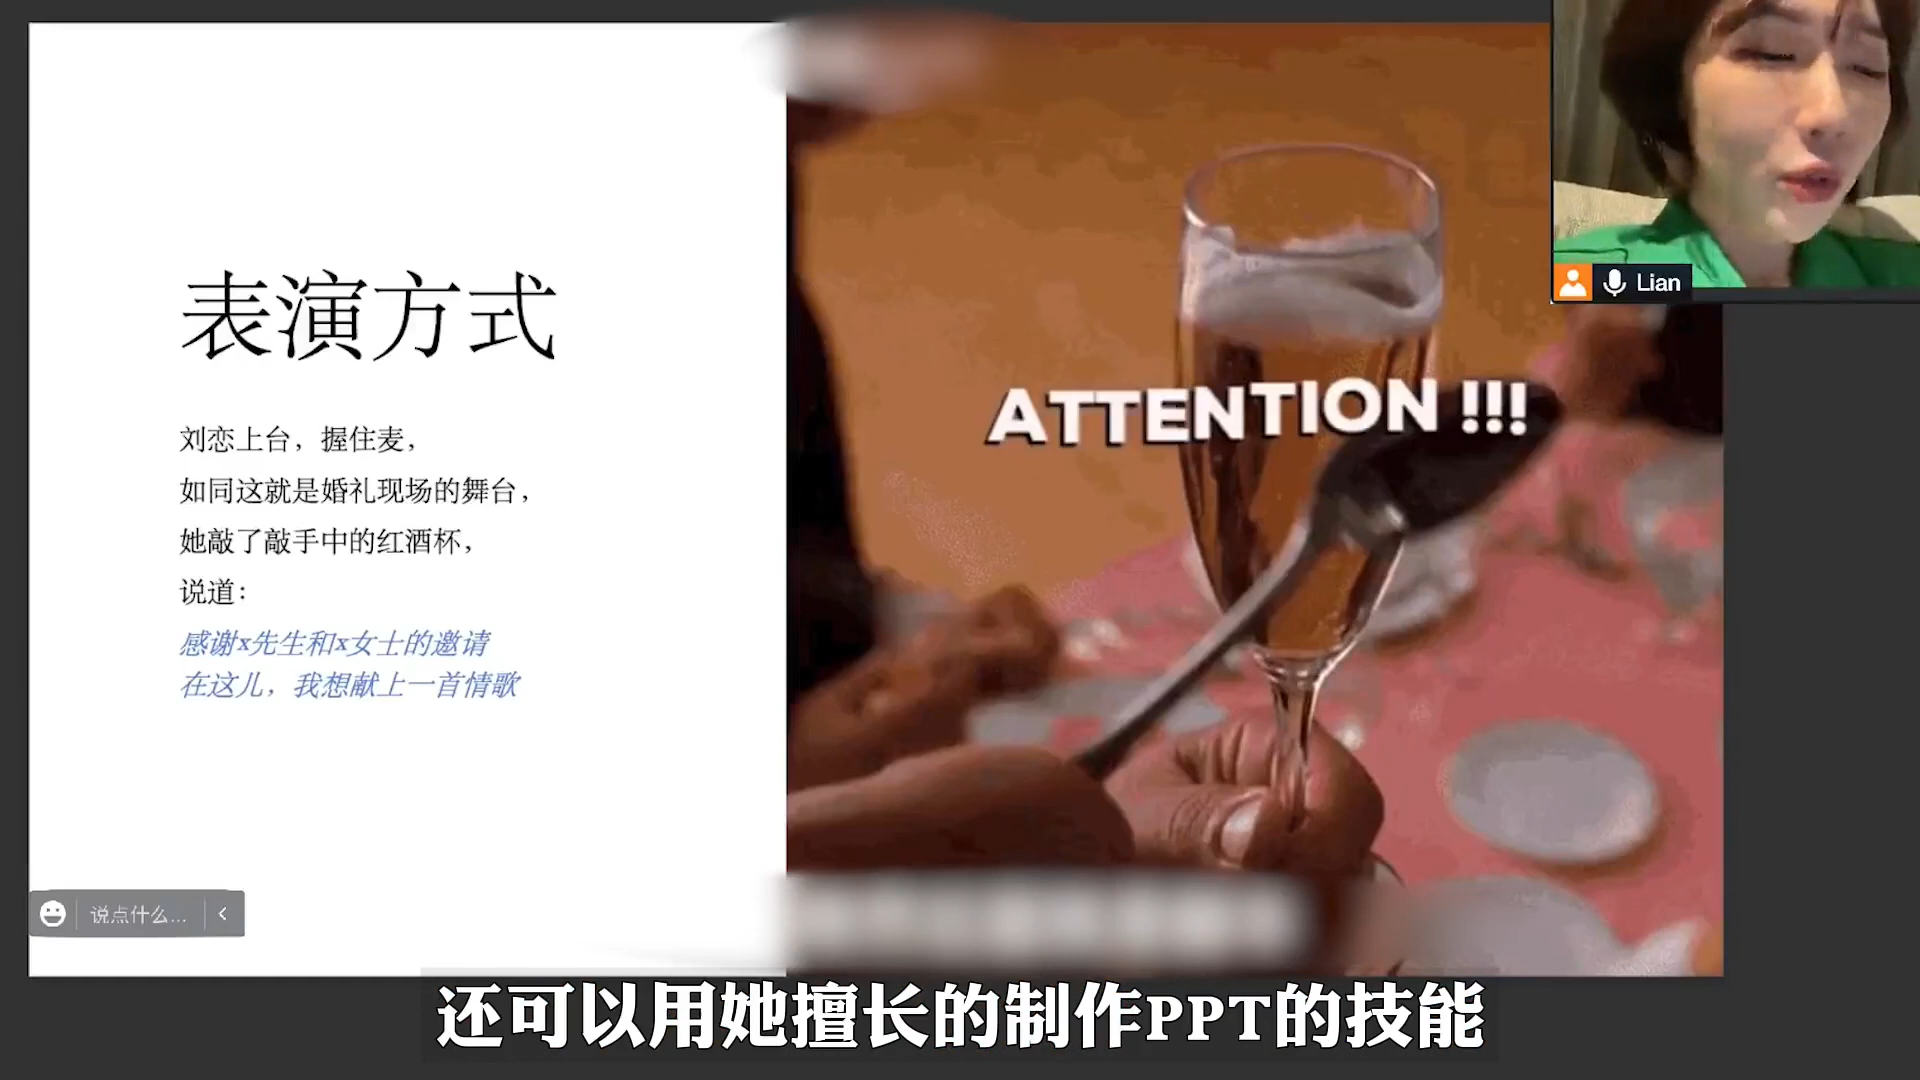 表演方式
刘恋上台，握住麦，
如同这就是婚礼现场的舞台，
她敲了敲手中的红酒杯，
说道：
感谢x先生和x女士的邀请
在这儿，我想献上一首情歌
ATTENTION !!!
Lian
说点什么...
还可以用她擅长的制作PPT的技能